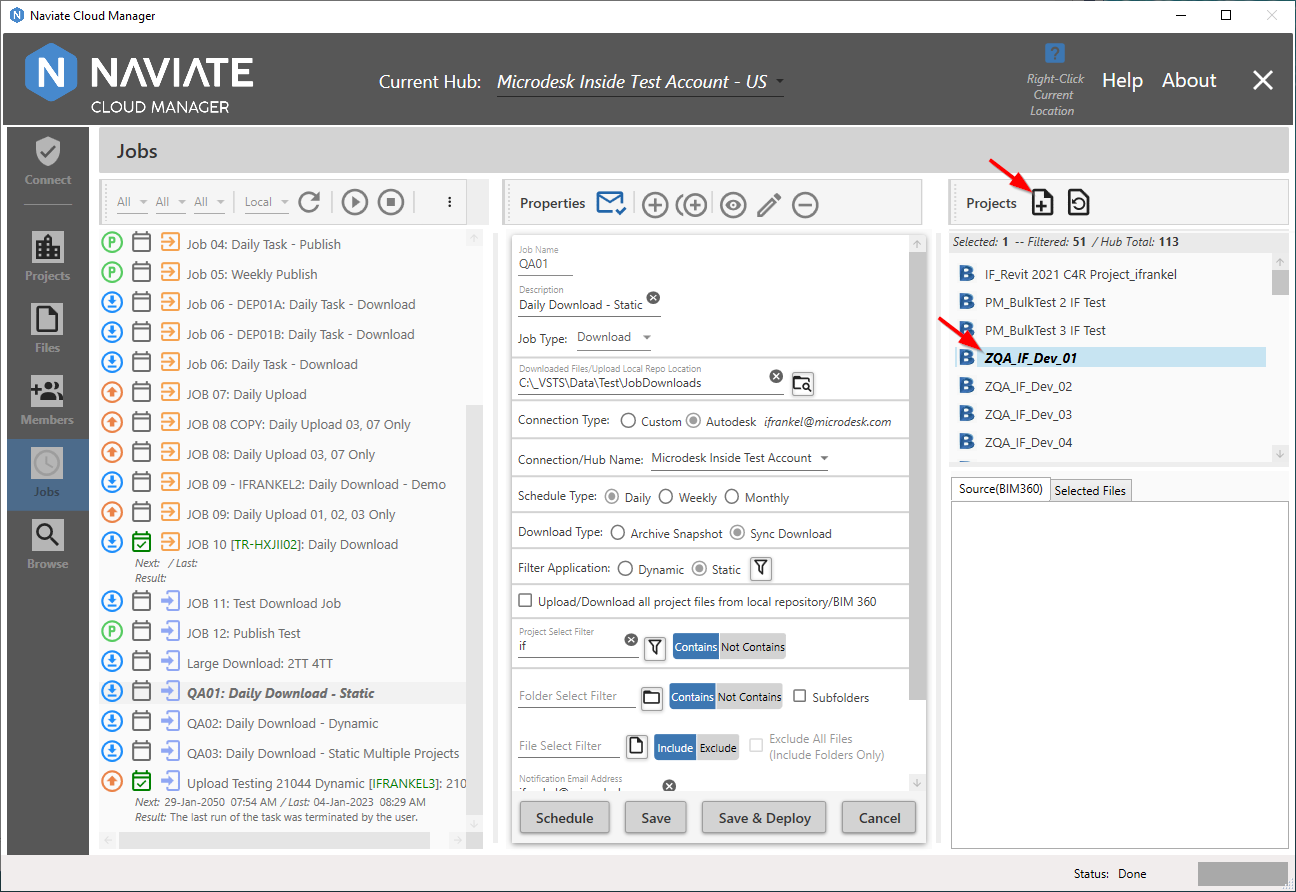 Naviate Cloud Manager
NAVIATE
CLOUD MANAGER
Current Hub: Microdesk Inside Test Account - US
Right-Click
Current
Location
Help
About
Connect
Projects
Files
Members
Jobs
Browse
Jobs
All All All Local
Job 04: Daily Task - Publish
Job 05: Weekly Publish
Job 06 - DEP01A: Daily Task - Download
Job 06 - DEP01B: Daily Task - Download
Job 06: Daily Task - Download
JOB 07: Daily Upload
JOB 08 COPY: Daily Upload 03, 07 Only
JOB 08: Daily Upload 03, 07 Only
JOB 09 - IFRANKEL2: Daily Download - Demo
JOB 09: Daily Upload 01, 02, 03 Only
JOB 10 [TR-HXJII02]: Daily Download
Next: / Last:
Result:
JOB 11: Test Download Job
JOB 12: Publish Test
Large Download: 2TT 4TT
QA01: Daily Download - Static
QA02: Daily Download - Dynamic
QA03: Daily Download - Static Multiple Projects
Upload Testing 21044 Dynamic [IFRANKEL3]: 210
Next: 29-Jan-2050 07:54 AM / Last: 04-Jan-2023 08:29 AM
Result: The last run of the task was terminated by the user.
Properties
Job Name
QA01
Description
Daily Download - Static
Job Type: Download
Downloaded Files/Upload Local Repo Location
C:\_VSTS\Data\Test\JobDownloads
Connection Type: Custom Autodesk ifrankel@microdesk.com
Connection/Hub Name: Microdesk Inside Test Account
Schedule Type: Daily Weekly Monthly
Download Type: Archive Snapshot Sync Download
Filter Application: Dynamic Static
Upload/Download all project files from local repository/BIM 360
Project Select Filter
if
Contains Not Contains
Folder Select Filter Contains Not Contains Subfolders
File Select Filter Include Exclude Exclude All Files
(Include Folders Only)
Notification Email Address
Schedule Save Save & Deploy Cancel
Projects
Selected: 1 -- Filtered: 51 / Hub Total: 113
IF_Revit 2021 C4R Project_ifrankel
PM_BulkTest 2 IF Test
PM_BulkTest 3 IF Test
ZQA_IF_Dev_01
ZQA_IF_Dev_02
ZQA_IF_Dev_03
ZQA_IF_Dev_04
Source(BIM360) Selected Files
Status: Done